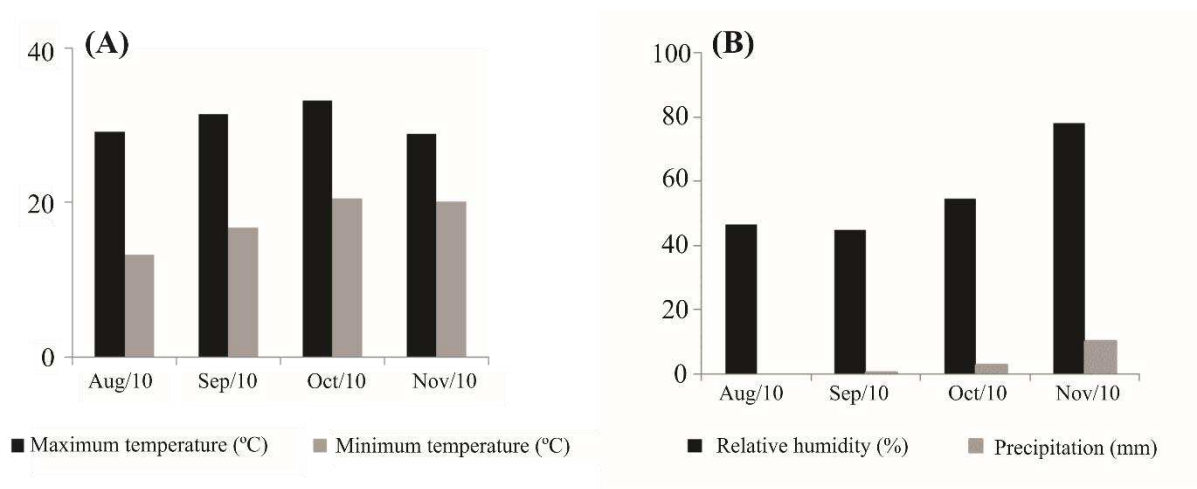 (A)
40
20
0
Aug/10 Sep/10 Oct/10 Nov/10
Maximum temperature (ºC) Minimum temperature (ºC)
(B)
100
80
60
40
20
0
Aug/10 Sep/10 Oct/10 Nov/10
Relative humidity (%) Precipitation (mm)